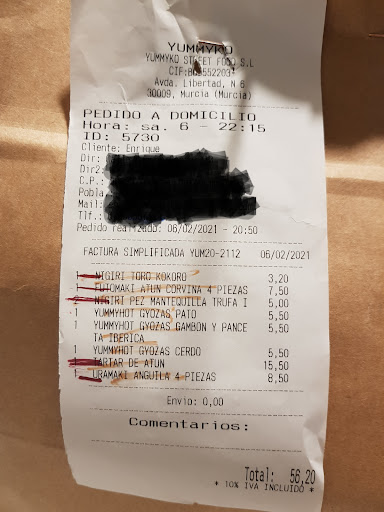 YUMMYKO
YUMMYKO STREET FOOD S.L
Avda. Libertad, N 6
30009, Murcia (Murcia)
PEDIDO A DOMICILIO
Hora: sa. 6 - 22:15
ID: 5730
Cliente: Enrique
Dir:
Dir2:
C.P.:
Pobla
Mail:
Tlf.:
Pedido realizado: 06/02/2021 - 20:50
FACTURA SIMPLIFICADA YUM20-2112 06/02/2021
1 NIGIRI TORO KOKORO 3,20
1 FUTOMAKI ATUN CORVINA 4 PIEZAS 7,50
2 NIGIRI PEZ MANTEQUILLA TRUFA I 5,00
1 YUMMYHOT GYOZAS PATO 5,50
1 YUMMYHOT GYOZAS GAMBON Y PANCE 5,50
TA IBERICA
1 YUMMYHOT GYOZAS CERDO 5,50
TARTAR DE ATUN 15,50
1 URAMAKI ANGUILA 4 PIEZAS 8,50
Envio: 0,00
Comentarios:
Total: 56,20
* 10% IVA INCLUIDO *